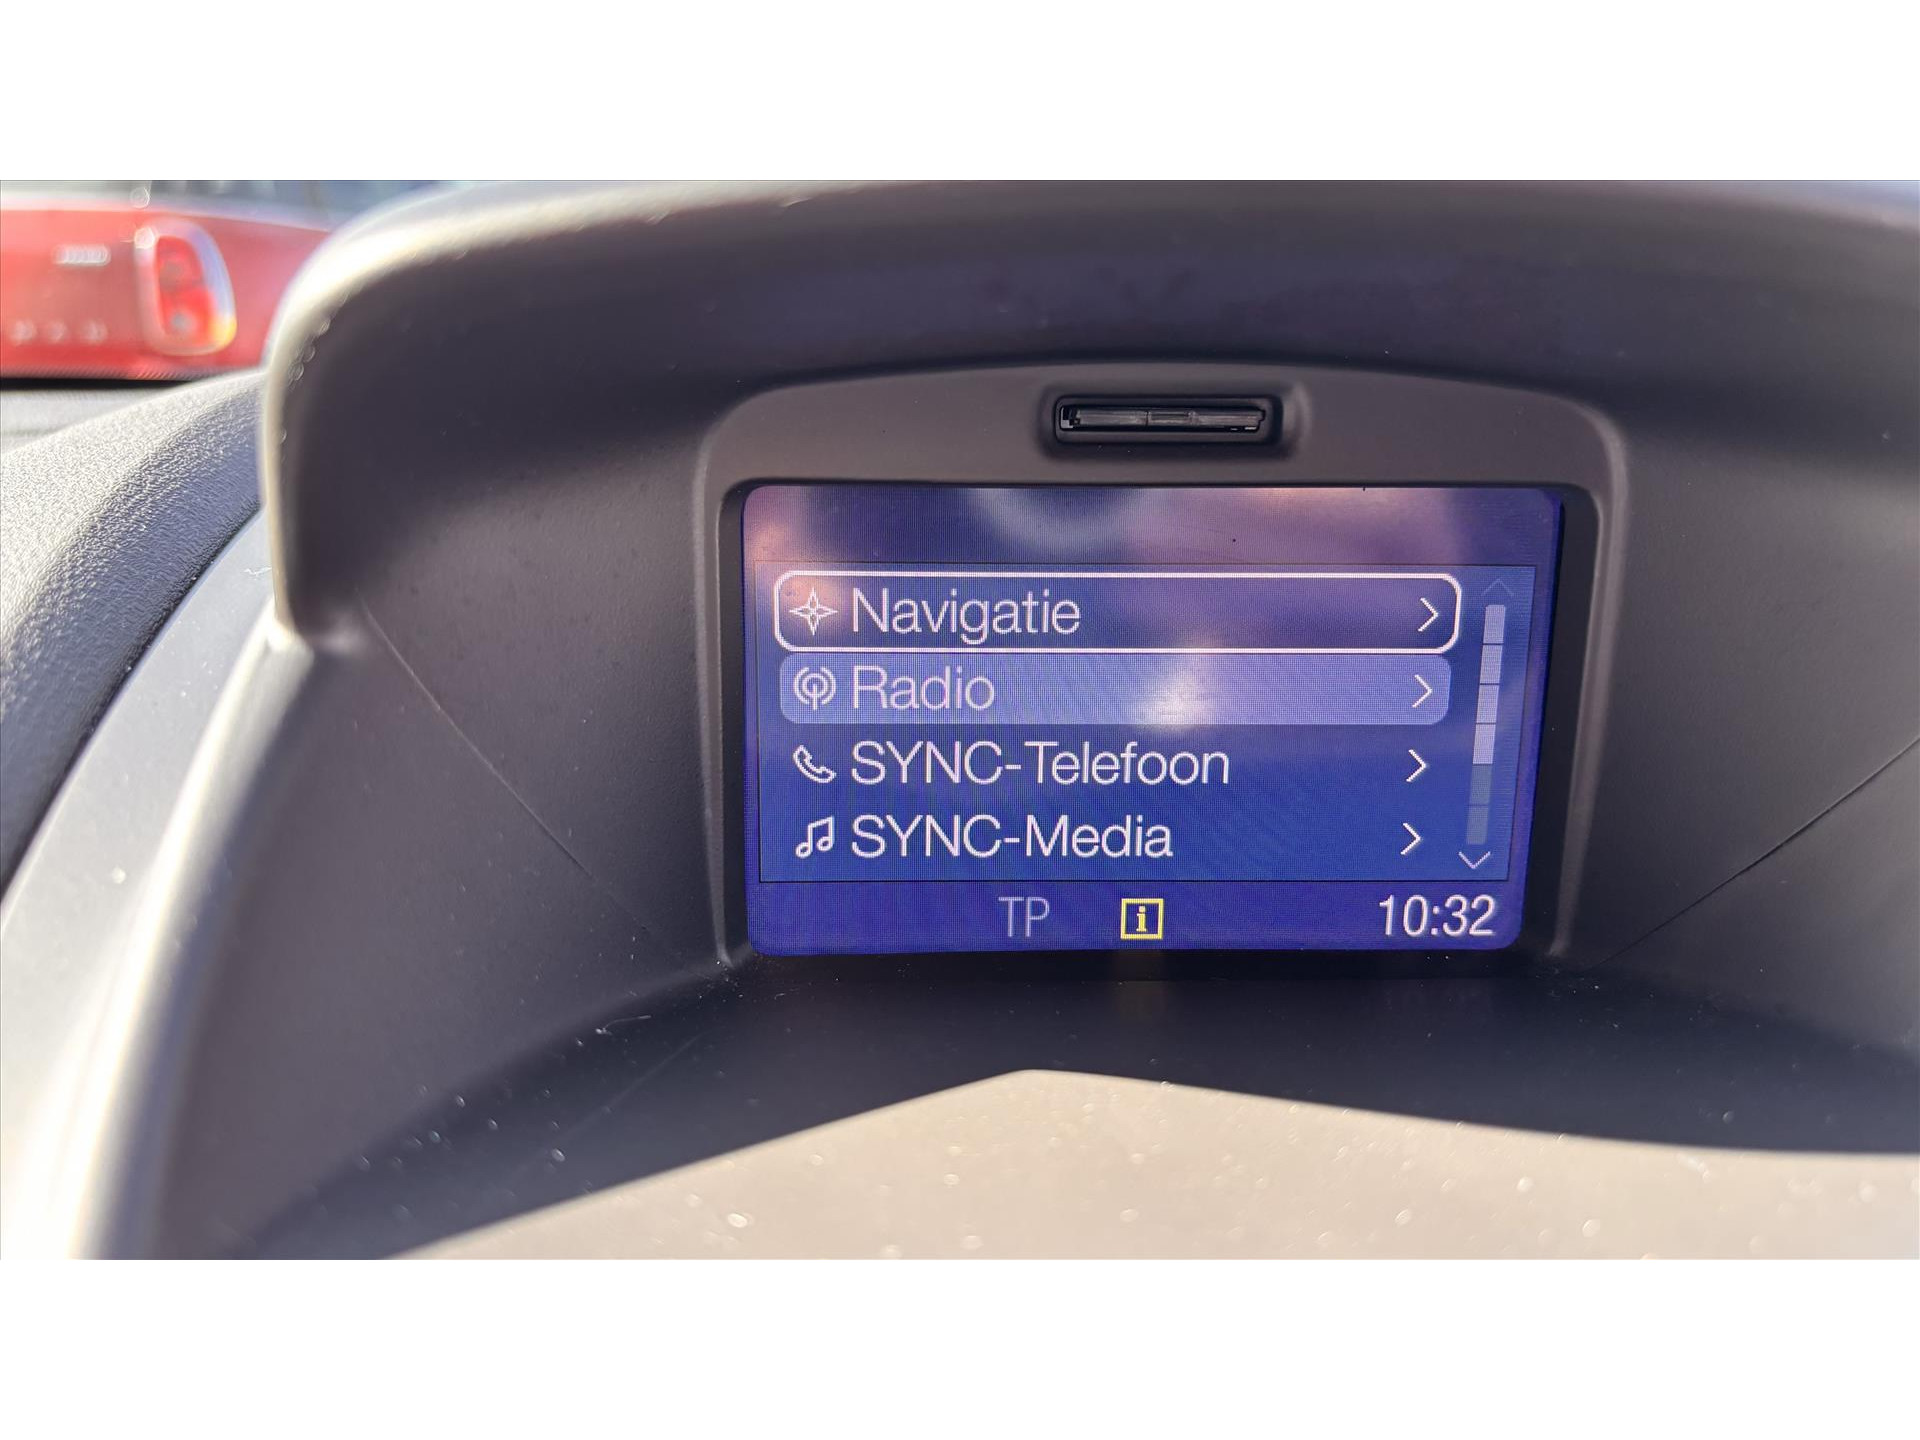 Navigatie
Radio
SYNC-Telefoon
SYNC-Media
TP i 10:32